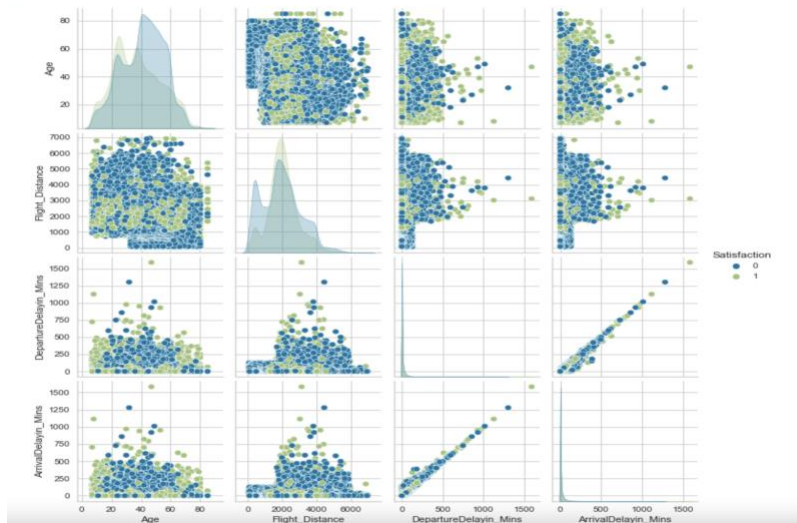 80
60
40
20
Age
7000
6000
5000
4000
3000
2000
1000
0
Flight_Distance
1500
1250
1000
750
500
250
0
DepartureDelayin_Mins
1500
1250
1000
750
500
250
0
ArrivalDelayin_Mins
0 20 40 60 80
Age
0 2000 4000 6000
Flight_Distance
0 500 1000 1500
DepartureDelayin_Mins
0 500 1000 1500
ArrivalDelayin_Mins
Satisfaction
0
1